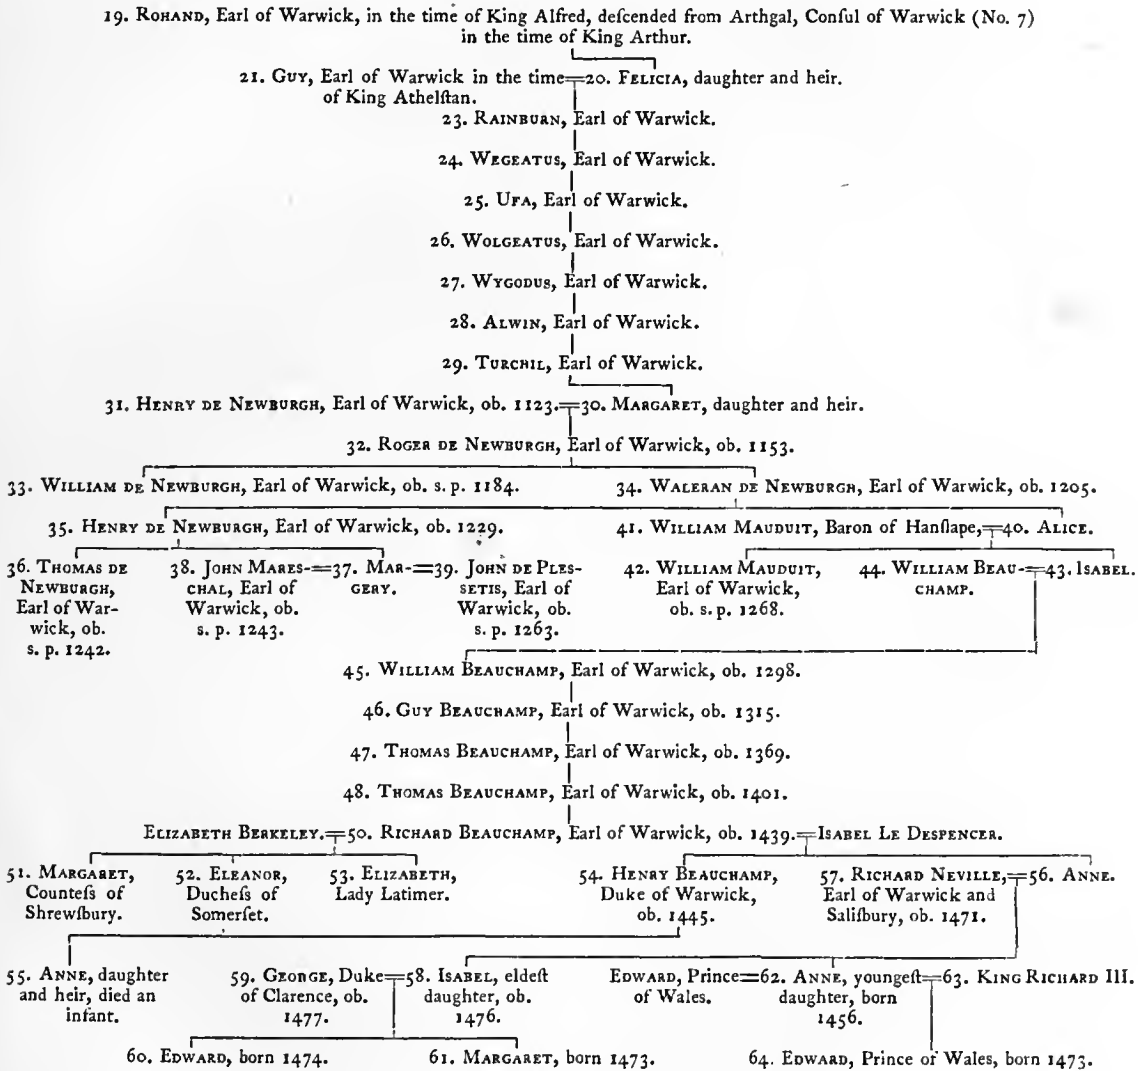 19. ROHAND, Earl of Warwick, in the time of King Alfred, deſcended from Arthgal, Conſul of Warwick (No. 7)
in the time of King Arthur.
21. GUY, Earl of Warwick in the time=20. FELICIA, daughter and heir.
of King Athelſtan.
23. RAINBURN, Earl of Warwick.
24. WEGEATUS, Earl of Warwick.
25. UFA, Earl of Warwick.
26. WOLGEATUS, Earl of Warwick.
27. WYGODUS, Earl of Warwick.
28. ALWIN, Earl of Warwick.
29. TURCHIL, Earl of Warwick.
31. HENRY DE NEWBURGH, Earl of Warwick, ob. 1123.=30. MARGARET, daughter and heir.
32. ROGER DE NEWBURGH, Earl of Warwick, ob. 1153.
33. WILLIAM DE NEWBURGH, Earl of Warwick, ob. s. p. 1184.
34. WALERAN DE NEWBURGH, Earl of Warwick, ob. 1205.
35. HENRY DE NEWBURGH, Earl of Warwick, ob. 1229.
41. WILLIAM MAUDUIT, Baron of Hanſlape,=40. ALICE.
36. THOMAS DE
NEWBURGH,
Earl of War-
wick, ob.
s. p. 1242.
38. JOHN MARES-=37. MAR-=39. JOHN DE PLES-
CHAL, Earl of
Warwick, ob.
s. p. 1243.
GERY.
SETIS, Earl of
Warwick, ob.
s. p. 1263.
42. WILLIAM MAUDUIT,
Earl of Warwick,
ob. s. p. 1268.
44. WILLIAM BEAU-=43. ISABEL.
CHAMP.
45. WILLIAM BEAUCHAMP, Earl of Warwick, ob. 1298.
46. GUY BEAUCHAMP, Earl of Warwick, ob. 1315.
47. THOMAS BEAUCHAMP, Earl of Warwick, ob. 1369.
48. THOMAS BEAUCHAMP, Earl of Warwick, ob. 1401.
ELIZABETH BERKELEY.=50. RICHARD BEAUCHAMP, Earl of Warwick, ob. 1439.=ISABEL LE DESPENCER.
51. MARGARET,
Counteſs of
Shrewſbury.
52. ELEANOR,
Ducheſs of
Somerſet.
53. ELIZABETH,
Lady Latimer.
54. HENRY BEAUCHAMP,
Duke of Warwick,
ob. 1445.
57. RICHARD NEVILLE,=56. ANNE.
Earl of Warwick and
Saliſbury, ob. 1471.
55. ANNE, daughter
and heir, died an
infant.
59. GEORGE, Duke=58. ISABEL, eldeſt
of Clarence, ob.
1477.
daughter, ob.
1476.
EDWARD, Prince=62. ANNE, youngeſt=63. KING RICHARD III.
of Wales.
daughter, born
1456.
60. EDWARD, born 1474.
61. MARGARET, born 1473.
64. EDWARD, Prince of Wales, born 1473.